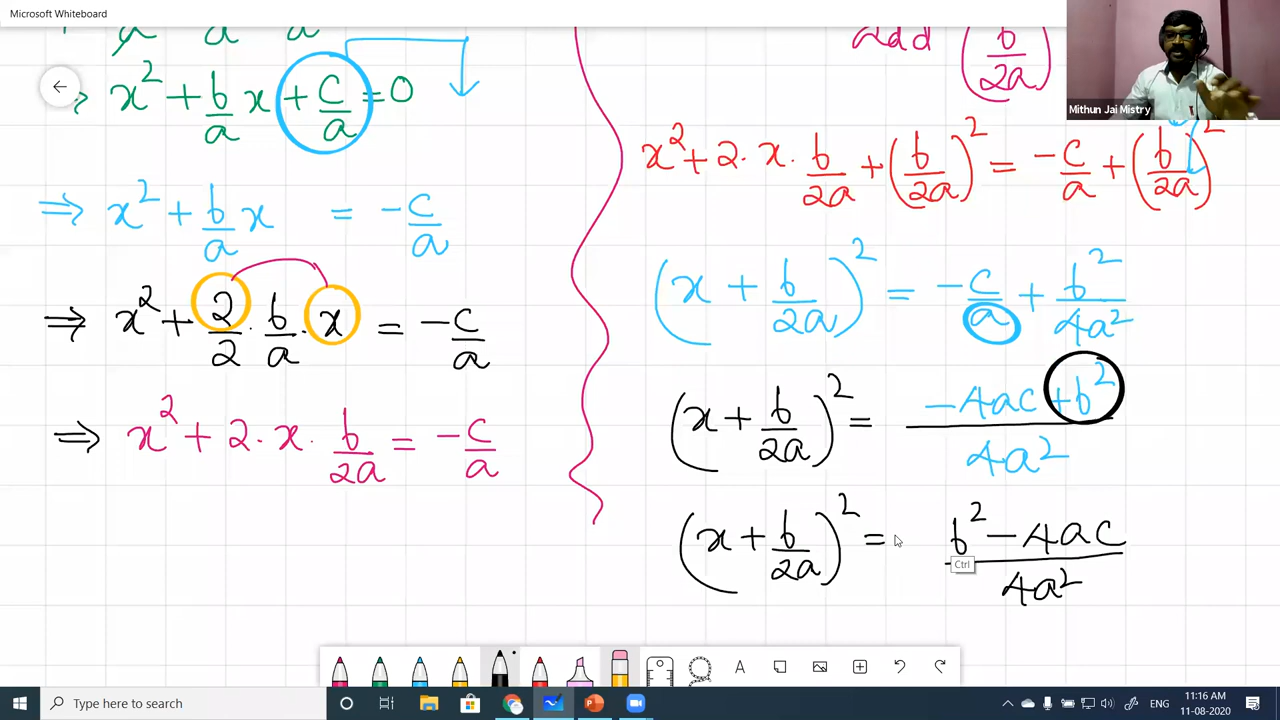 Microsoft Whiteboard
a a a
⇒ x² + b/a x + c/a = 0
⇒ x² + b/a x = -c/a
⇒ x² + 2/2 · b/a · x = -c/a
⇒ x² + 2 · x · b/2a = -c/a
add (b/2a)
x² + 2 · x · b/2a + (b/2a)² = -c/a + (b/2a)²
(x + b/2a)² = -c/a + b²/4a²
(x + b/2a)² = -4ac + b²/4a²
(x + b/2a)² = b² - 4ac/4a²
Ctrl
Mithun Jai Mistry
A
Type here to search
ENG
11:16 AM
11-08-2020